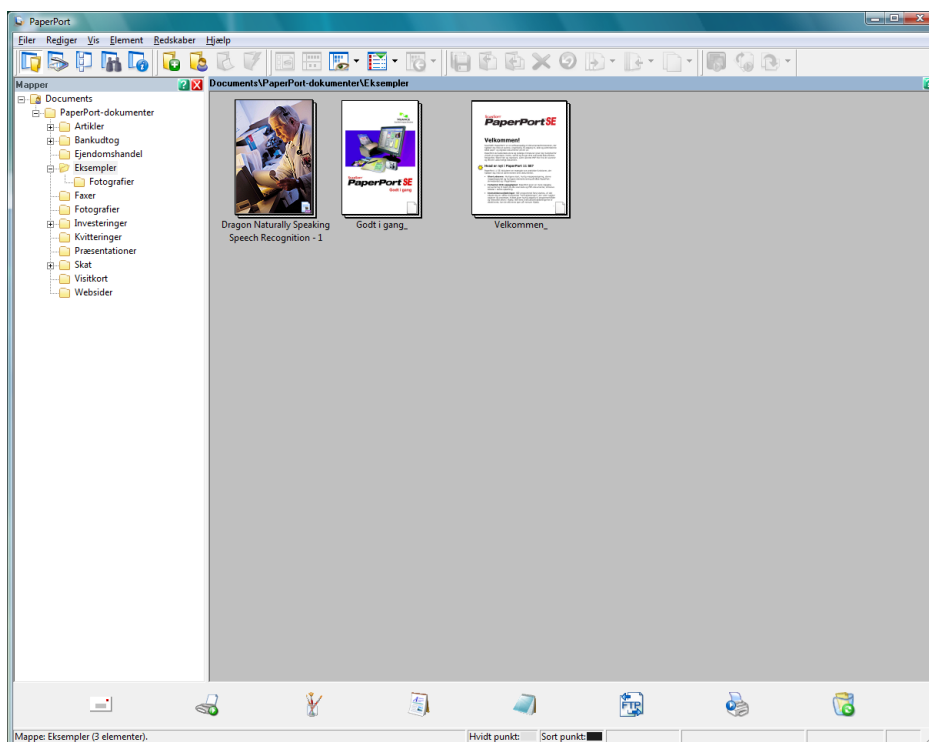 PaperPort
Filer Rediger Vis Element Redskaber Hjælp
Mapper
Documents\PaperPort-dokumenter\Eksempler
Documents
PaperPort-dokumenter
Artikler
Bankudtog
Ejendomshandel
Eksempler
Fotografier
Faxer
Fotografier
Investeringer
Kvitteringer
Præsentationer
Skat
Visitkort
Websider
PaperPort SE
Godt i gang
PaperPort SE
Velkommen!
Dragon Naturally Speaking
Speech Recognition - 1
Godt i gang_
Velkommen_
FTP
Mappe: Eksempler (3 elementer).
Hvidt punkt:
Sort punkt: